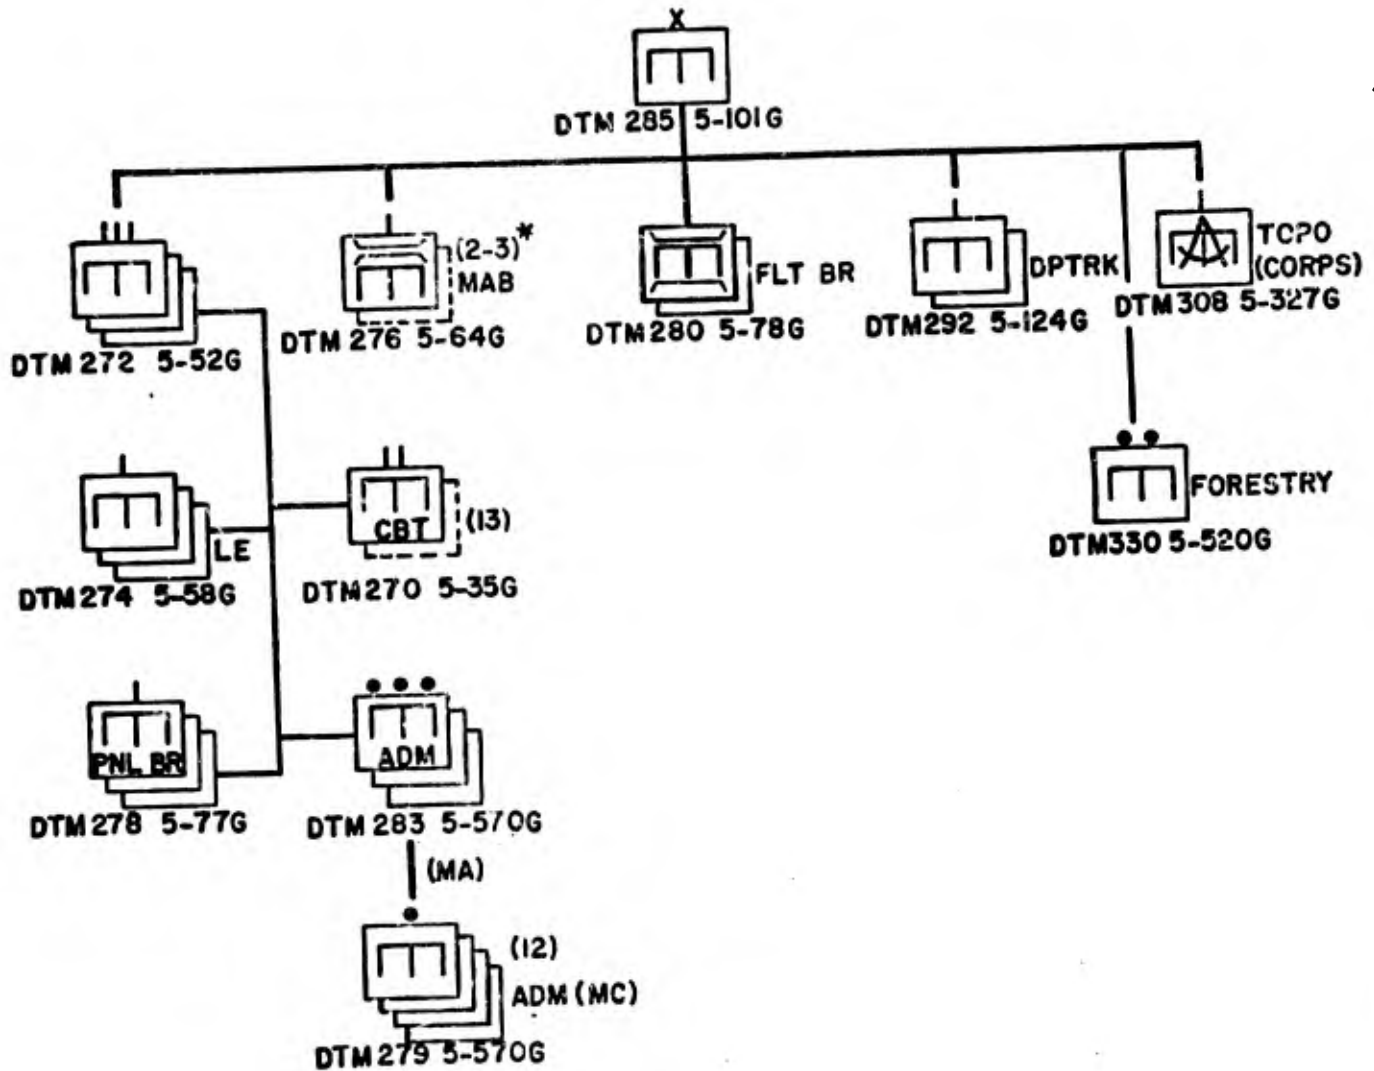 X
DTM 285 5-101G
(2-3)*
MAB
DTM 272 5-52G
DTM 276 5-64G
FLT BR
DTM 280 5-78G
DPTRK
DTM 292 5-124G
TCPO
(CORPS)
DTM 308 5-327G
LE
DTM 274 5-58G
CBT
(13)
DTM 270 5-35G
FORESTRY
DTM 330 5-520G
PNL BR
DTM 278 5-77G
ADM
DTM 283 5-570G
(MA)
(12)
ADM (MC)
DTM 279 5-570G